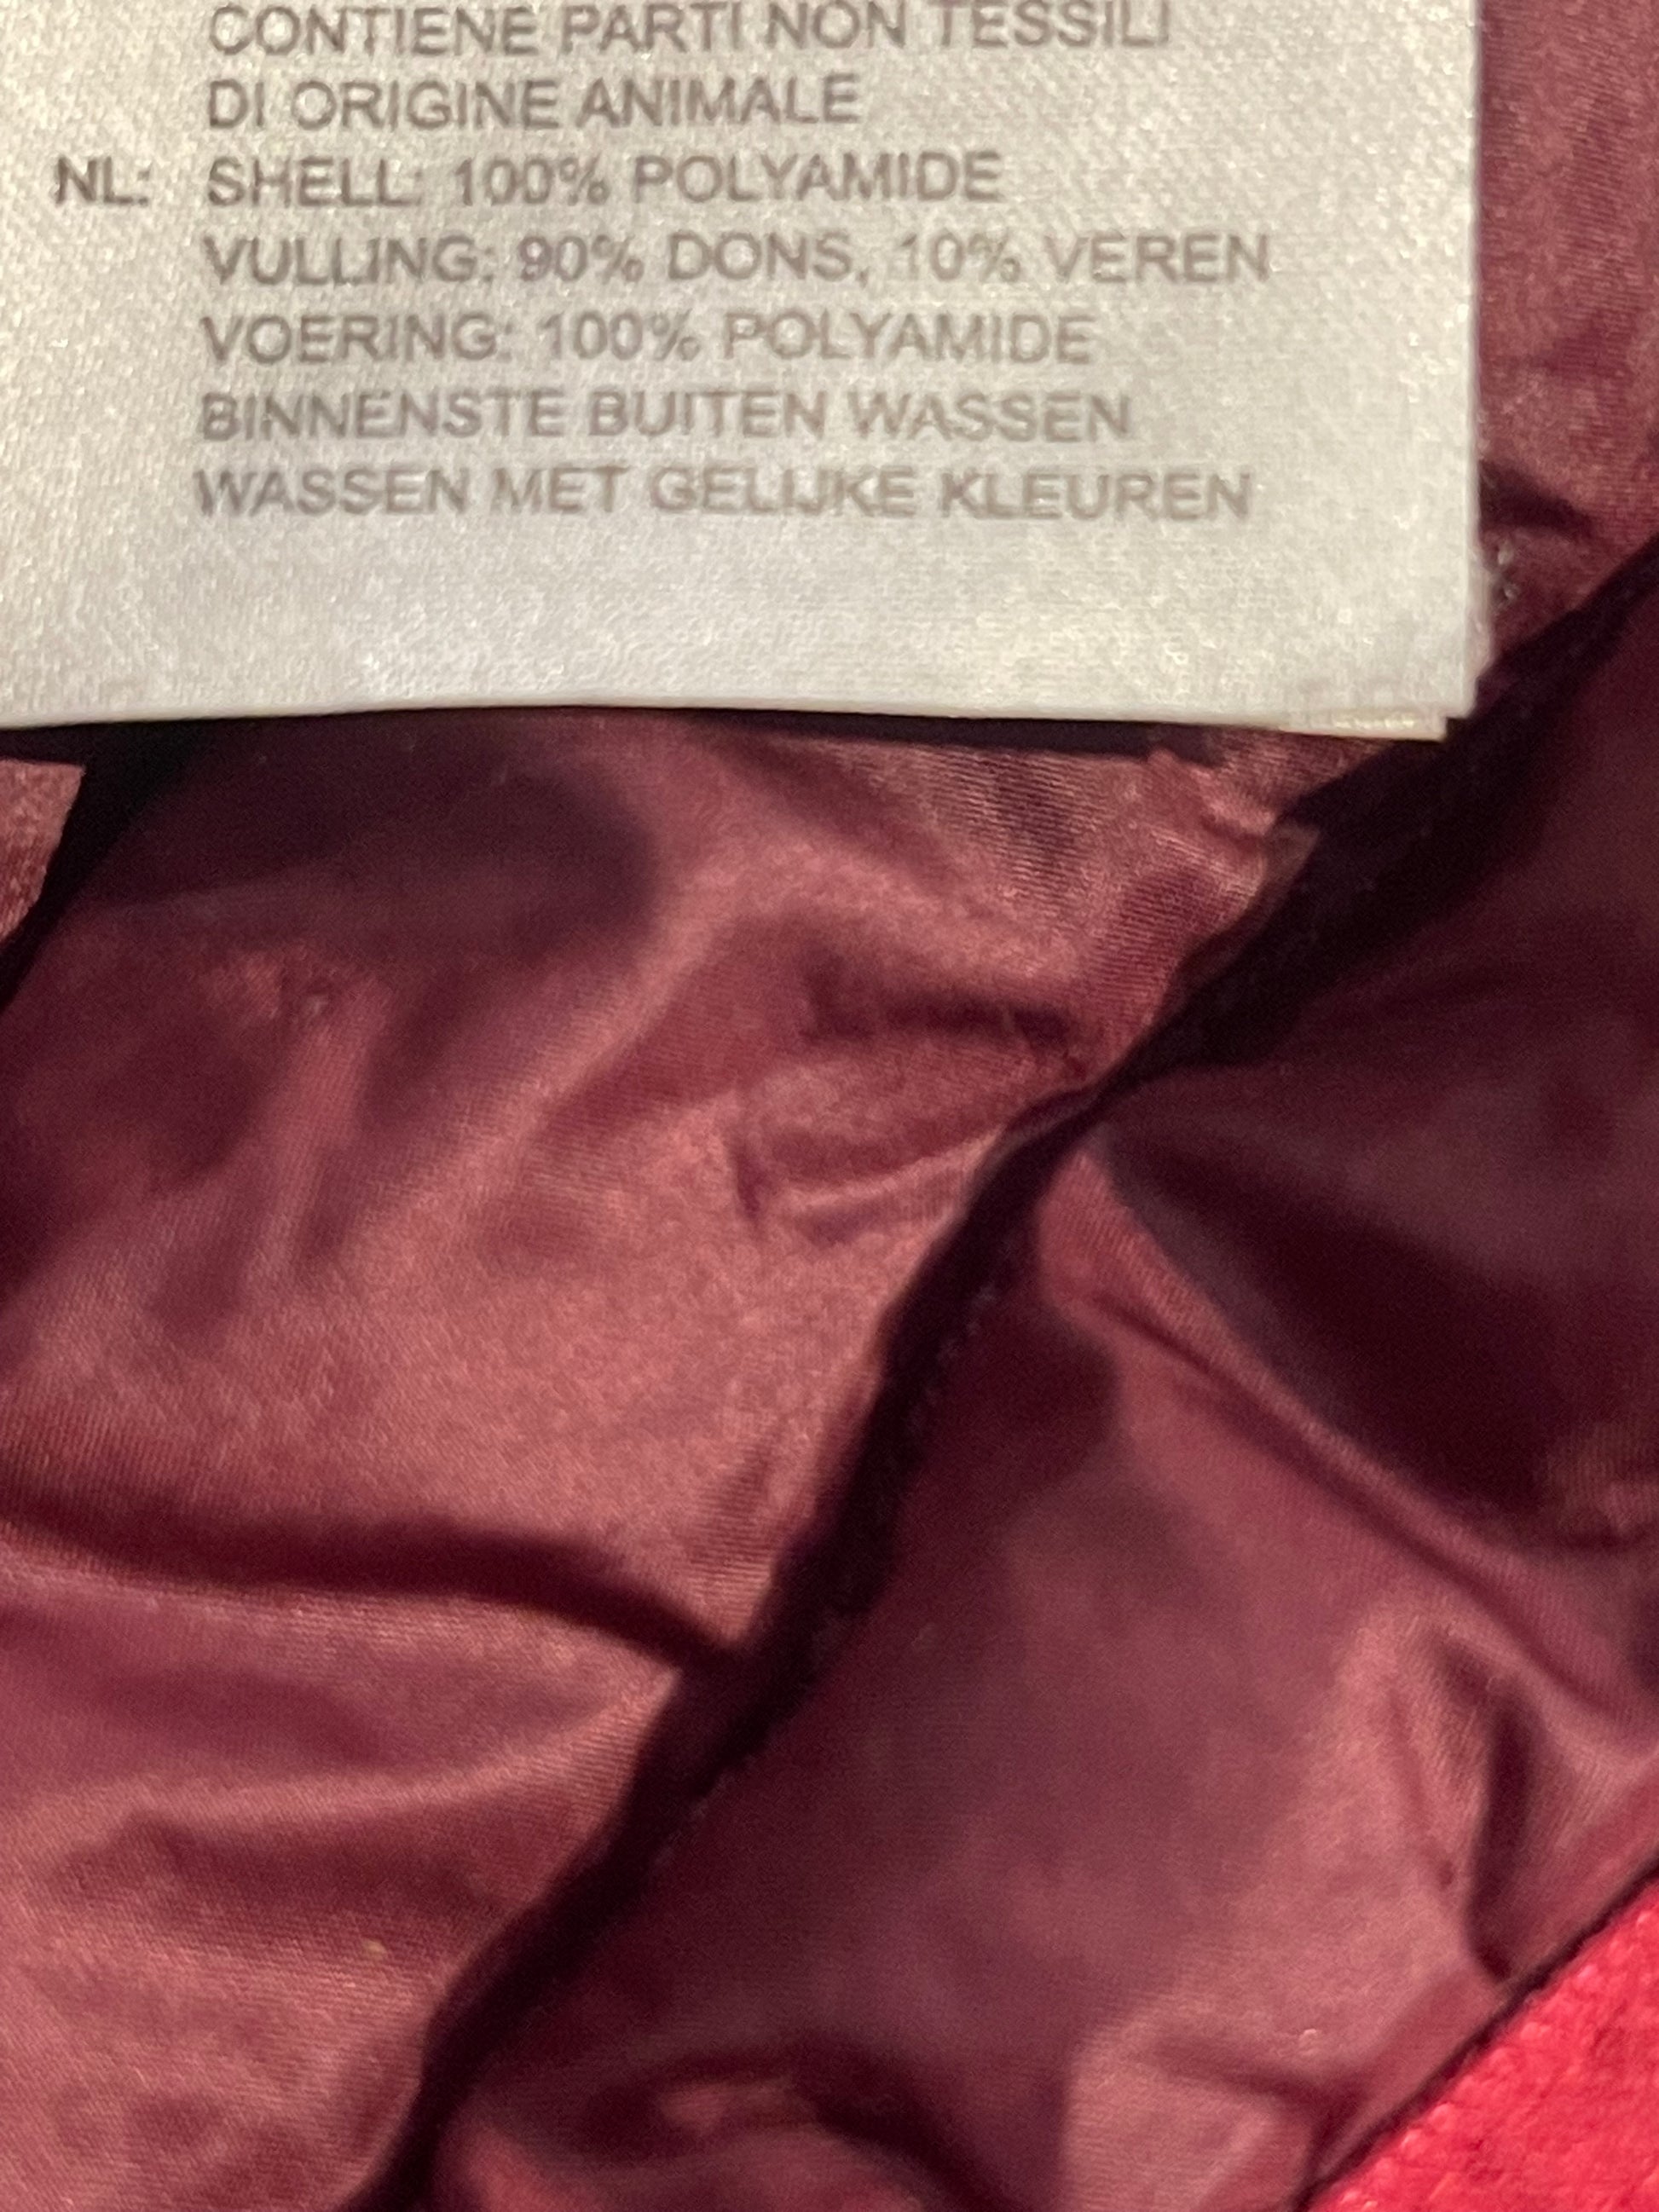 CONTIENE PARTI NON TESSILI
DI ORIGINE ANIMALE
NL: SHELL: 100% POLYAMIDE
VULLING: 90% DONS, 10% VEREN
VOERING: 100% POLYAMIDE
BINNENSTE BUITEN WASSEN
WASSEN MET GELIJKE KLEUREN